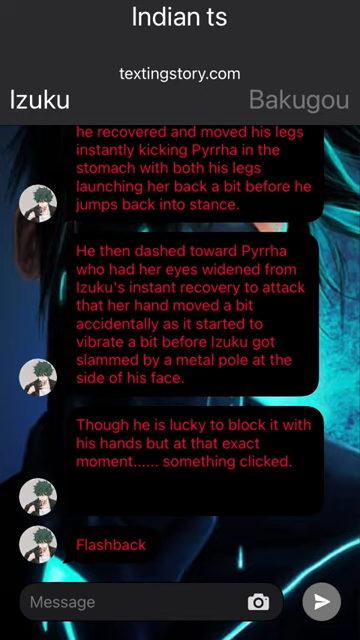 Indian ts
textingstory.com
Izuku
Bakugou
he recovered and moved his legs
instantly kicking Pyrrha in the
stomach with both his legs
launching her back a bit before he
jumps back into stance.
He then dashed toward Pyrrha
who had her eyes widened from
Izuku's instant recovery to attack
that her hand moved a bit
accidentally as it started to
vibrate a bit before Izuku got
slammed by a metal pole at the
side of his face.
Though he is lucky to block it with
his hands but at that exact
moment...... something clicked.
Flashback
Message